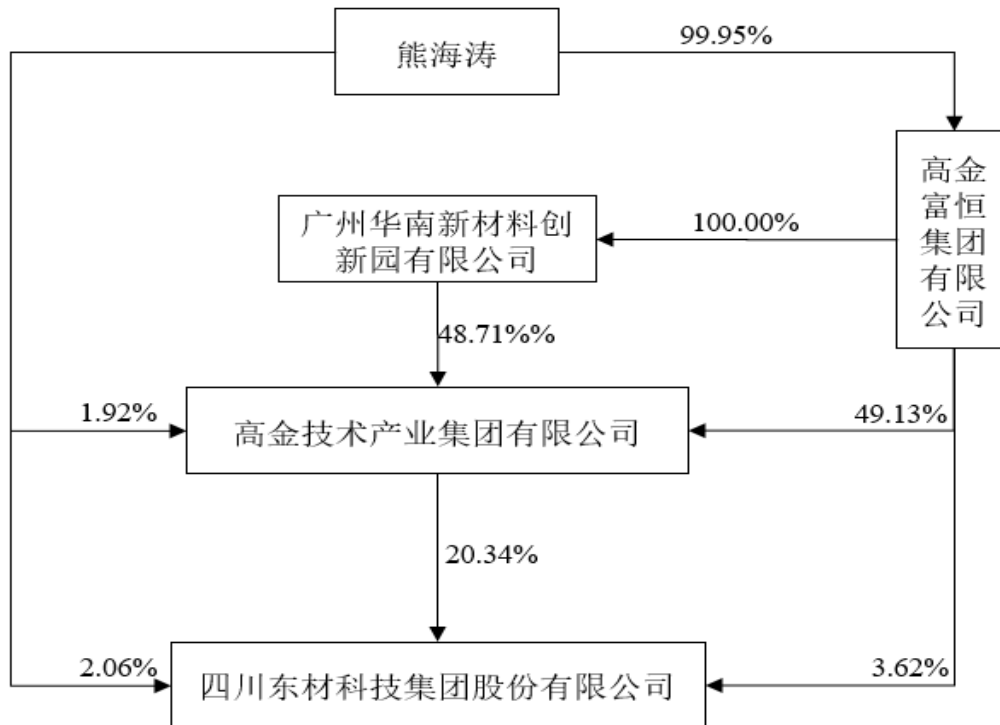 熊海涛
99.95%
高金
富恒
集团
有限
公司
广州华南新材料创
新园有限公司
100.00%
48.71%%
1.92%
高金技术产业集团有限公司
49.13%
20.34%
2.06%
四川东材科技集团股份有限公司
3.62%